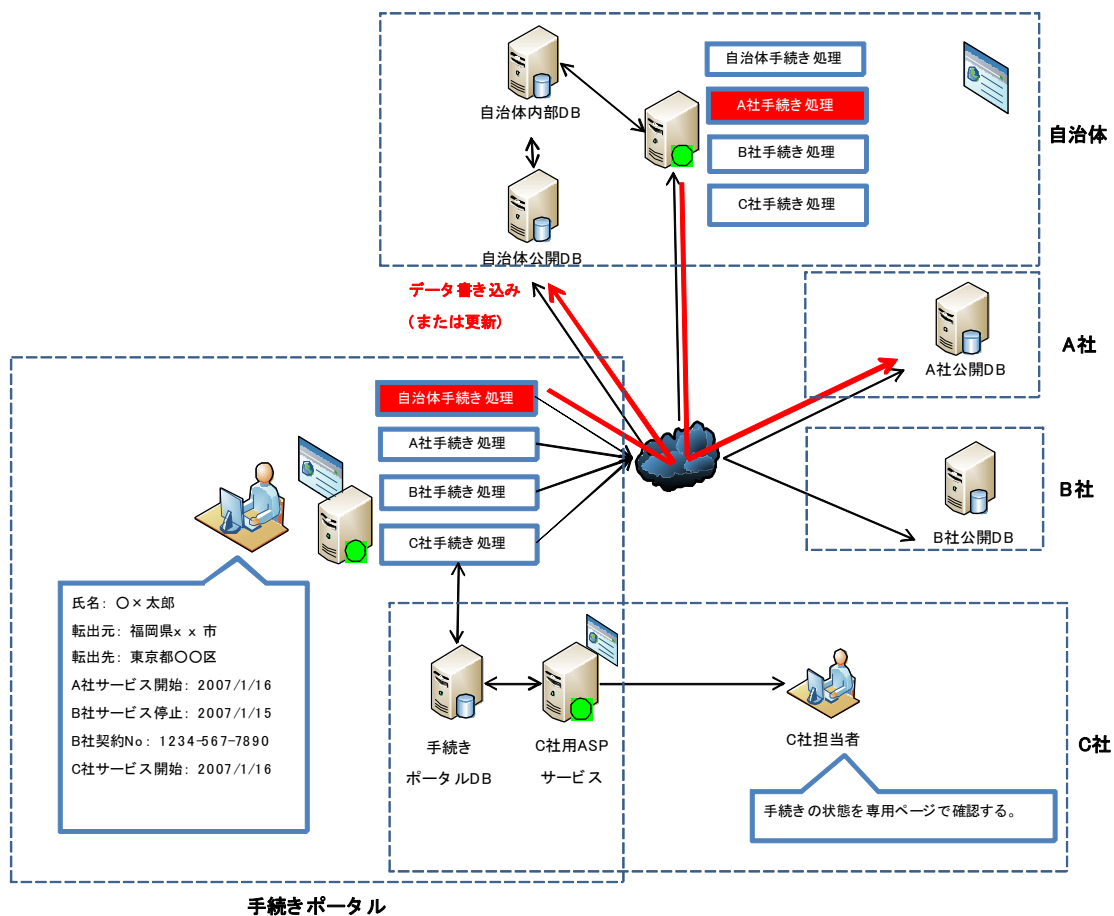 自治体手続き処理
A社手続き処理
B社手続き処理
C社手続き処理
自治体内部DB
自治体公開DB
自治体
データ書き込み
(または更新)
A社公開DB
A社
B社公開DB
B社
自治体手続き処理
A社手続き処理
B社手続き処理
C社手続き処理
氏名: 〇×太郎
転出元: 福岡県xx市
転出先: 東京都〇〇区
A社サービス開始: 2007/1/16
B社サービス停止: 2007/1/15
B社契約No: 1234-567-7890
C社サービス開始: 2007/1/16
手続き
ポータルDB
C社用ASP
サービス
C社担当者
C社
手続きの状態を専用ページで確認する。
手続きポータル